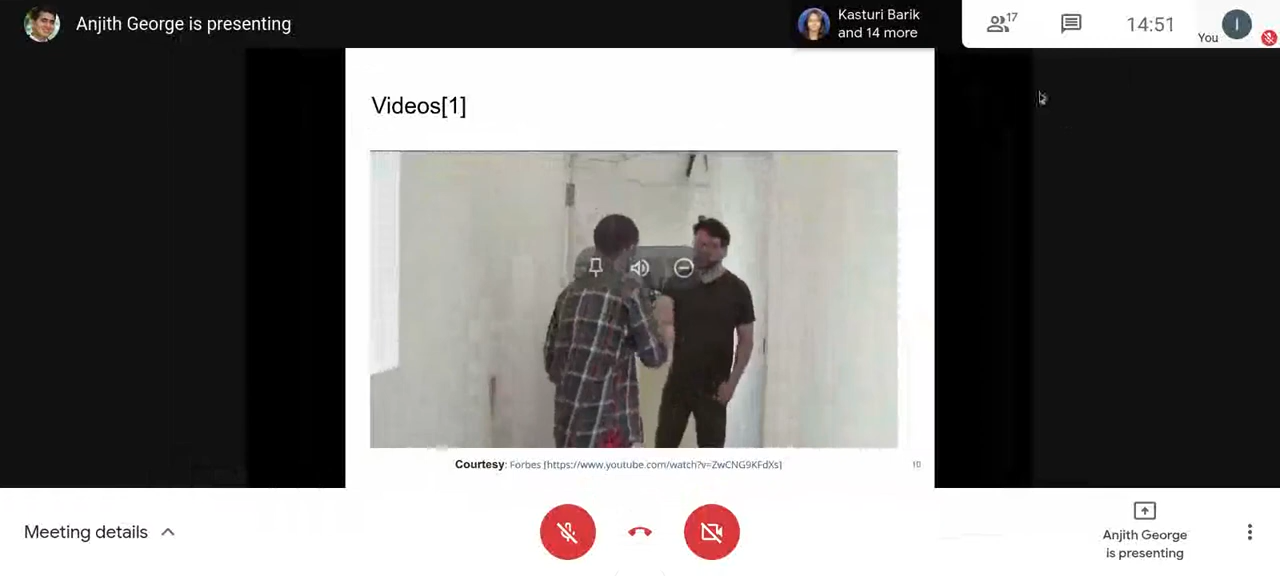 Anjith George is presenting
Kasturi Barik
and 14 more
17
14:51
You
I
Videos[1]
Courtesy: Forbes [https://www.youtube.com/watch?v=ZwCNG9KFdXs]
10
Meeting details
Anjith George
is presenting